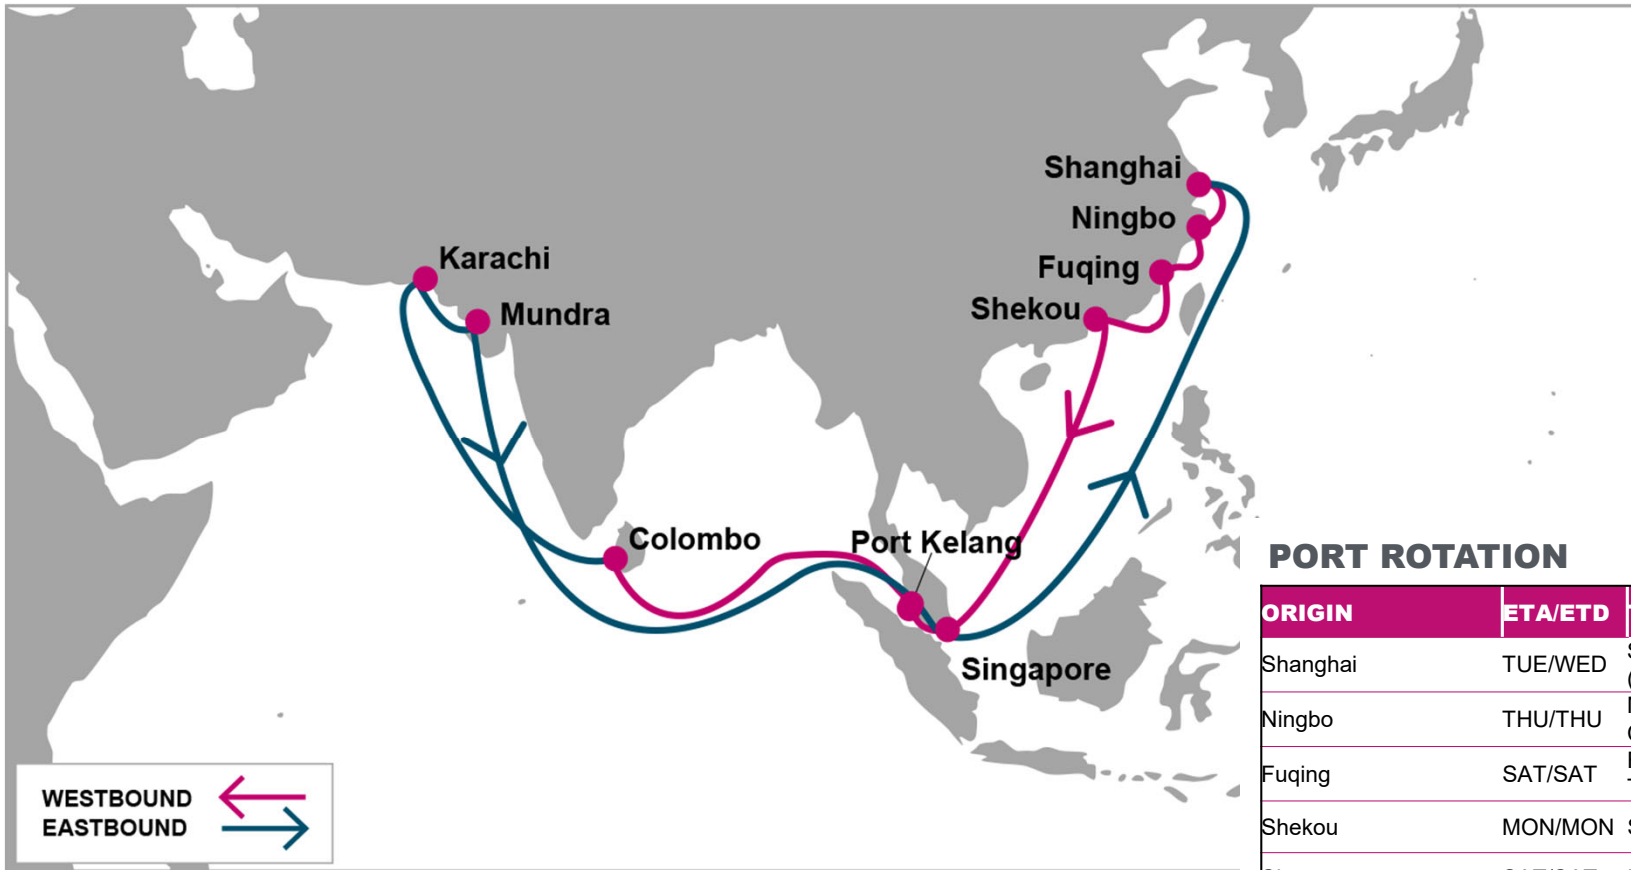 Shanghai
Ningbo
Fuqing
Shekou
Karachi
Mundra
Colombo
Port Kelang
Singapore
WESTBOUND
EASTBOUND
PORT ROTATION
ORIGIN ETA/ETD
Shanghai TUE/WED
Ningbo THU/THU
Fuqing SAT/SAT
Shekou MON/MON